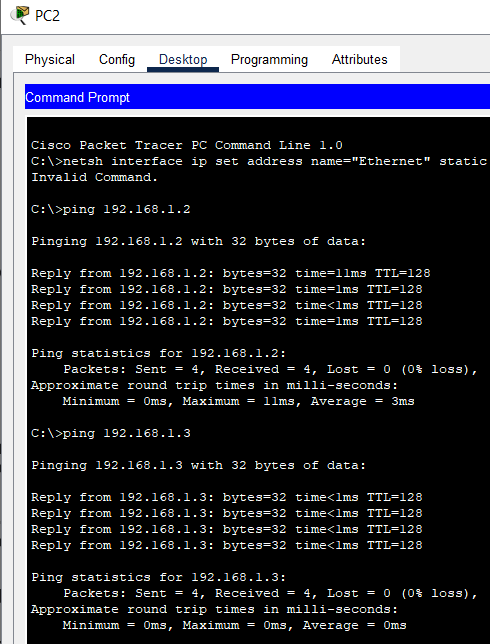 PC2
Physical Config Desktop Programming Attributes
Command Prompt
Cisco Packet Tracer PC Command Line 1.0
C:\>netsh interface ip set address name="Ethernet" static
Invalid Command.
C:\>ping 192.168.1.2
Pinging 192.168.1.2 with 32 bytes of data:
Reply from 192.168.1.2: bytes=32 time=11ms TTL=128
Reply from 192.168.1.2: bytes=32 time=1ms TTL=128
Reply from 192.168.1.2: bytes=32 time<1ms TTL=128
Reply from 192.168.1.2: bytes=32 time=1ms TTL=128
Ping statistics for 192.168.1.2:
Packets: Sent = 4, Received = 4, Lost = 0 (0% loss),
Approximate round trip times in milli-seconds:
Minimum = 0ms, Maximum = 11ms, Average = 3ms
C:\>ping 192.168.1.3
Pinging 192.168.1.3 with 32 bytes of data:
Reply from 192.168.1.3: bytes=32 time<1ms TTL=128
Reply from 192.168.1.3: bytes=32 time<1ms TTL=128
Reply from 192.168.1.3: bytes=32 time<1ms TTL=128
Reply from 192.168.1.3: bytes=32 time<1ms TTL=128
Ping statistics for 192.168.1.3:
Packets: Sent = 4, Received = 4, Lost = 0 (0% loss),
Approximate round trip times in milli-seconds:
Minimum = 0ms, Maximum = 0ms, Average = 0ms